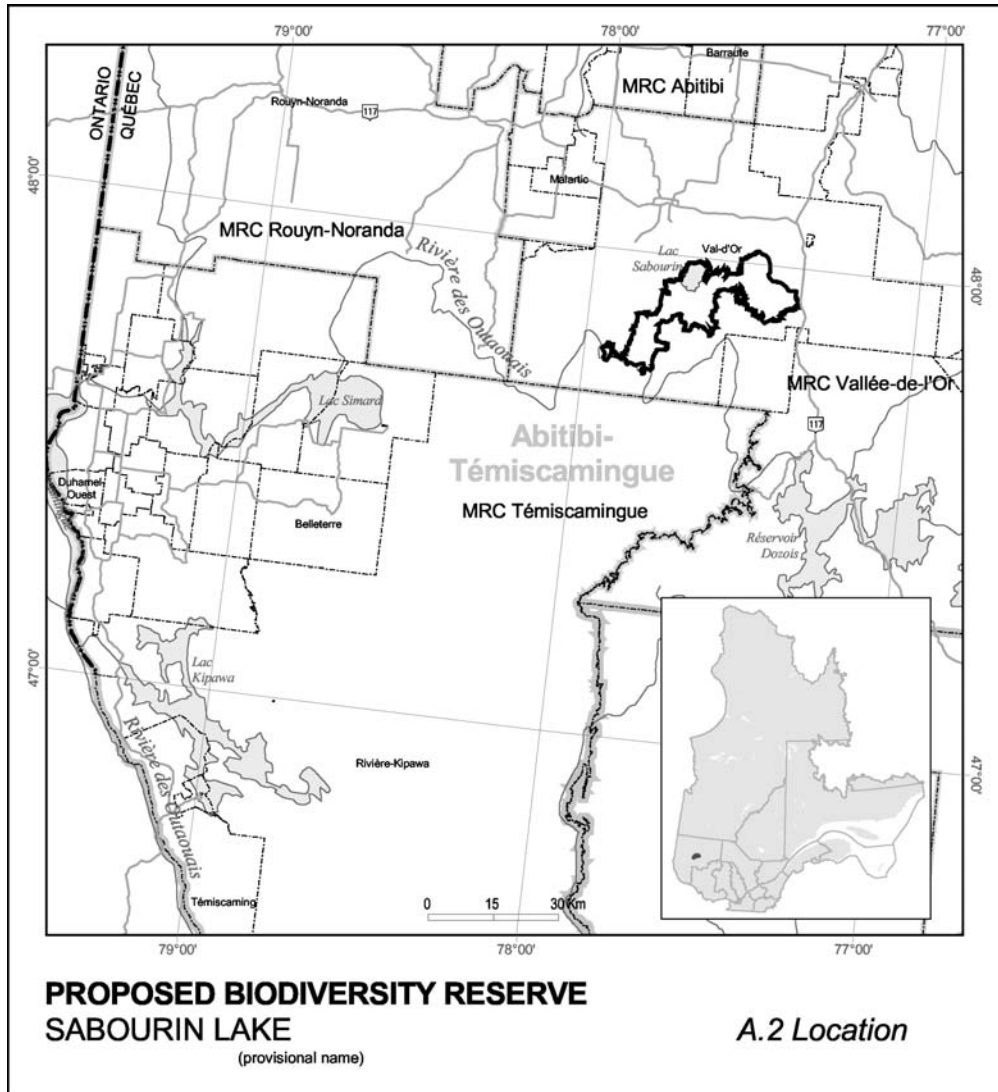 79°00'
78°00'
77°00'
ONTARIO
QUÉBEC
Barraute
MRC Abitibi
Rouyn-Noranda
117
48°00'
Malartic
MRC Rouyn-Noranda
Rivière des Outaouais
Val-d'Or
Lac
Sabourin
48°00'
MRC Vallée-de-l'Or
Lac Simard
117
Abitibi-
Témiscamingue
Duhamel-
Ouest
Belleterre
MRC Témiscamingue
Réservoir
Dozois
47°00'
Lac
Kipawa
Rivière des Outaouais
Rivière-Kipawa
47°00'
Témiscaming
0 15 30 Km
79°00'
78°00'
77°00'
PROPOSED BIODIVERSITY RESERVE
SABOURIN LAKE
(provisional name)
A.2 Location